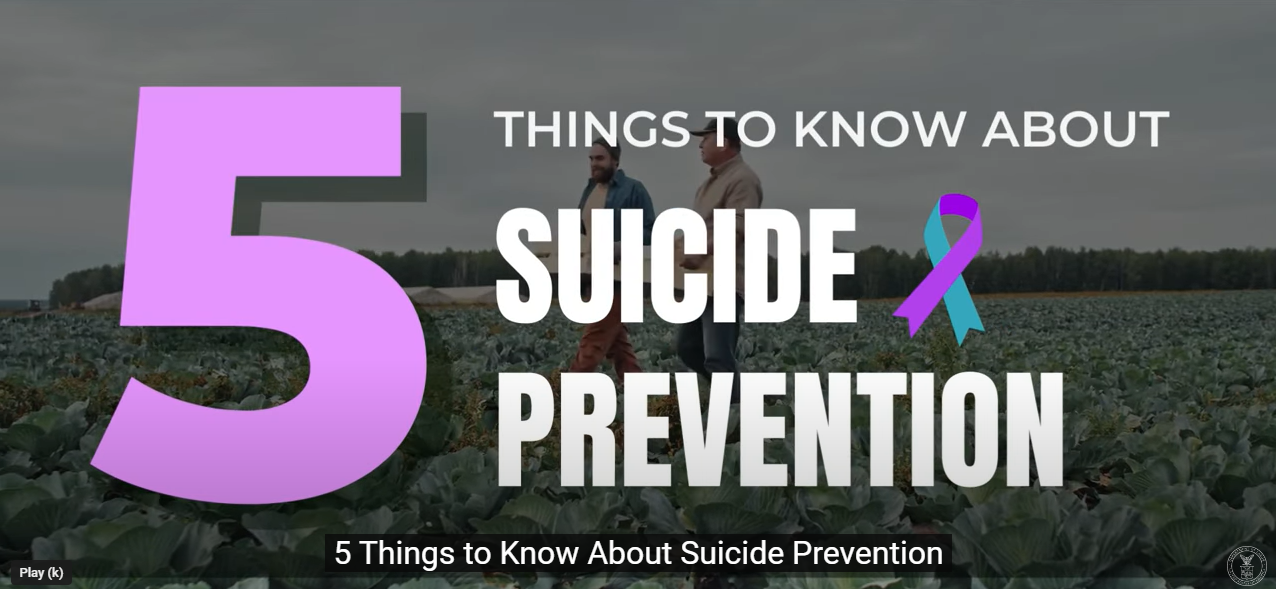 5
THINGS TO KNOW ABOUT
SUICIDE
PREVENTION
5 Things to Know About Suicide Prevention
Play (k)